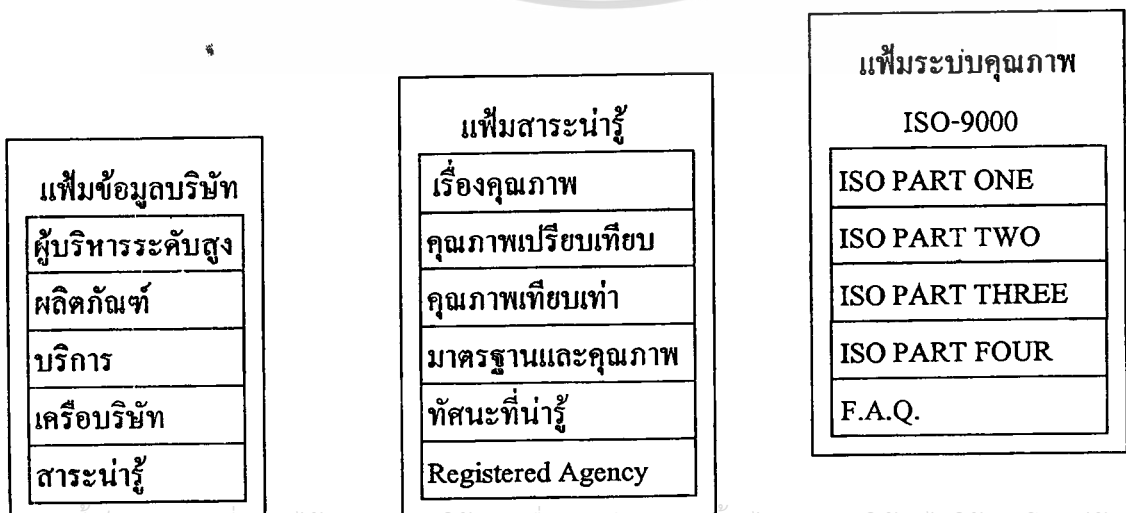 แฟ้มข้อมูลบริษัท
ผู้บริหารระดับสูง
ผลิตภัณฑ์
บริการ
เครือบริษัท
สาระน่ารู้
แฟ้มสาระน่ารู้
เรื่องคุณภาพ
คุณภาพเปรียบเทียบ
คุณภาพเทียบเท่า
มาตรฐานและคุณภาพ
ทัศนะที่น่ารู้
Registered Agency
แฟ้มระบบคุณภาพ
ISO-9000
ISO PART ONE
ISO PART TWO
ISO PART THREE
ISO PART FOUR
F.A.Q.